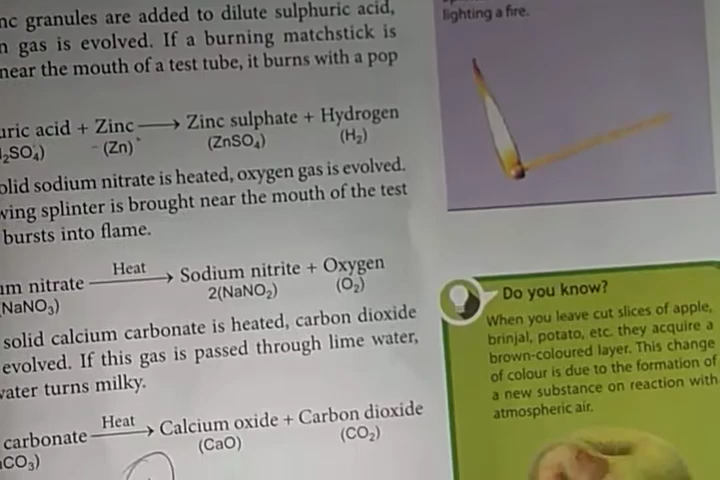 nc granules are added to dilute sulphuric acid,
n gas is evolved. If a burning matchstick is
near the mouth of a test tube, it burns with a pop
uric acid + Zinc ⟶ Zinc sulphate + Hydrogen
₂SO₄) (Zn) (ZnSO₄) (H₂)
olid sodium nitrate is heated, oxygen gas is evolved.
wing splinter is brought near the mouth of the test
bursts into flame.
um nitrate Heat ⟶ Sodium nitrite + Oxygen
(NaNO₃) 2(NaNO₂) (O₂)
solid calcium carbonate is heated, carbon dioxide
evolved. If this gas is passed through lime water,
water turns milky.
carbonate Heat ⟶ Calcium oxide + Carbon dioxide
CO₃) (CaO) (CO₂)
lighting a fire.
Do you know?
When you leave cut slices of apple,
brinjal, potato, etc. they acquire a
brown-coloured layer. This change
of colour is due to the formation of
a new substance on reaction with
atmospheric air.